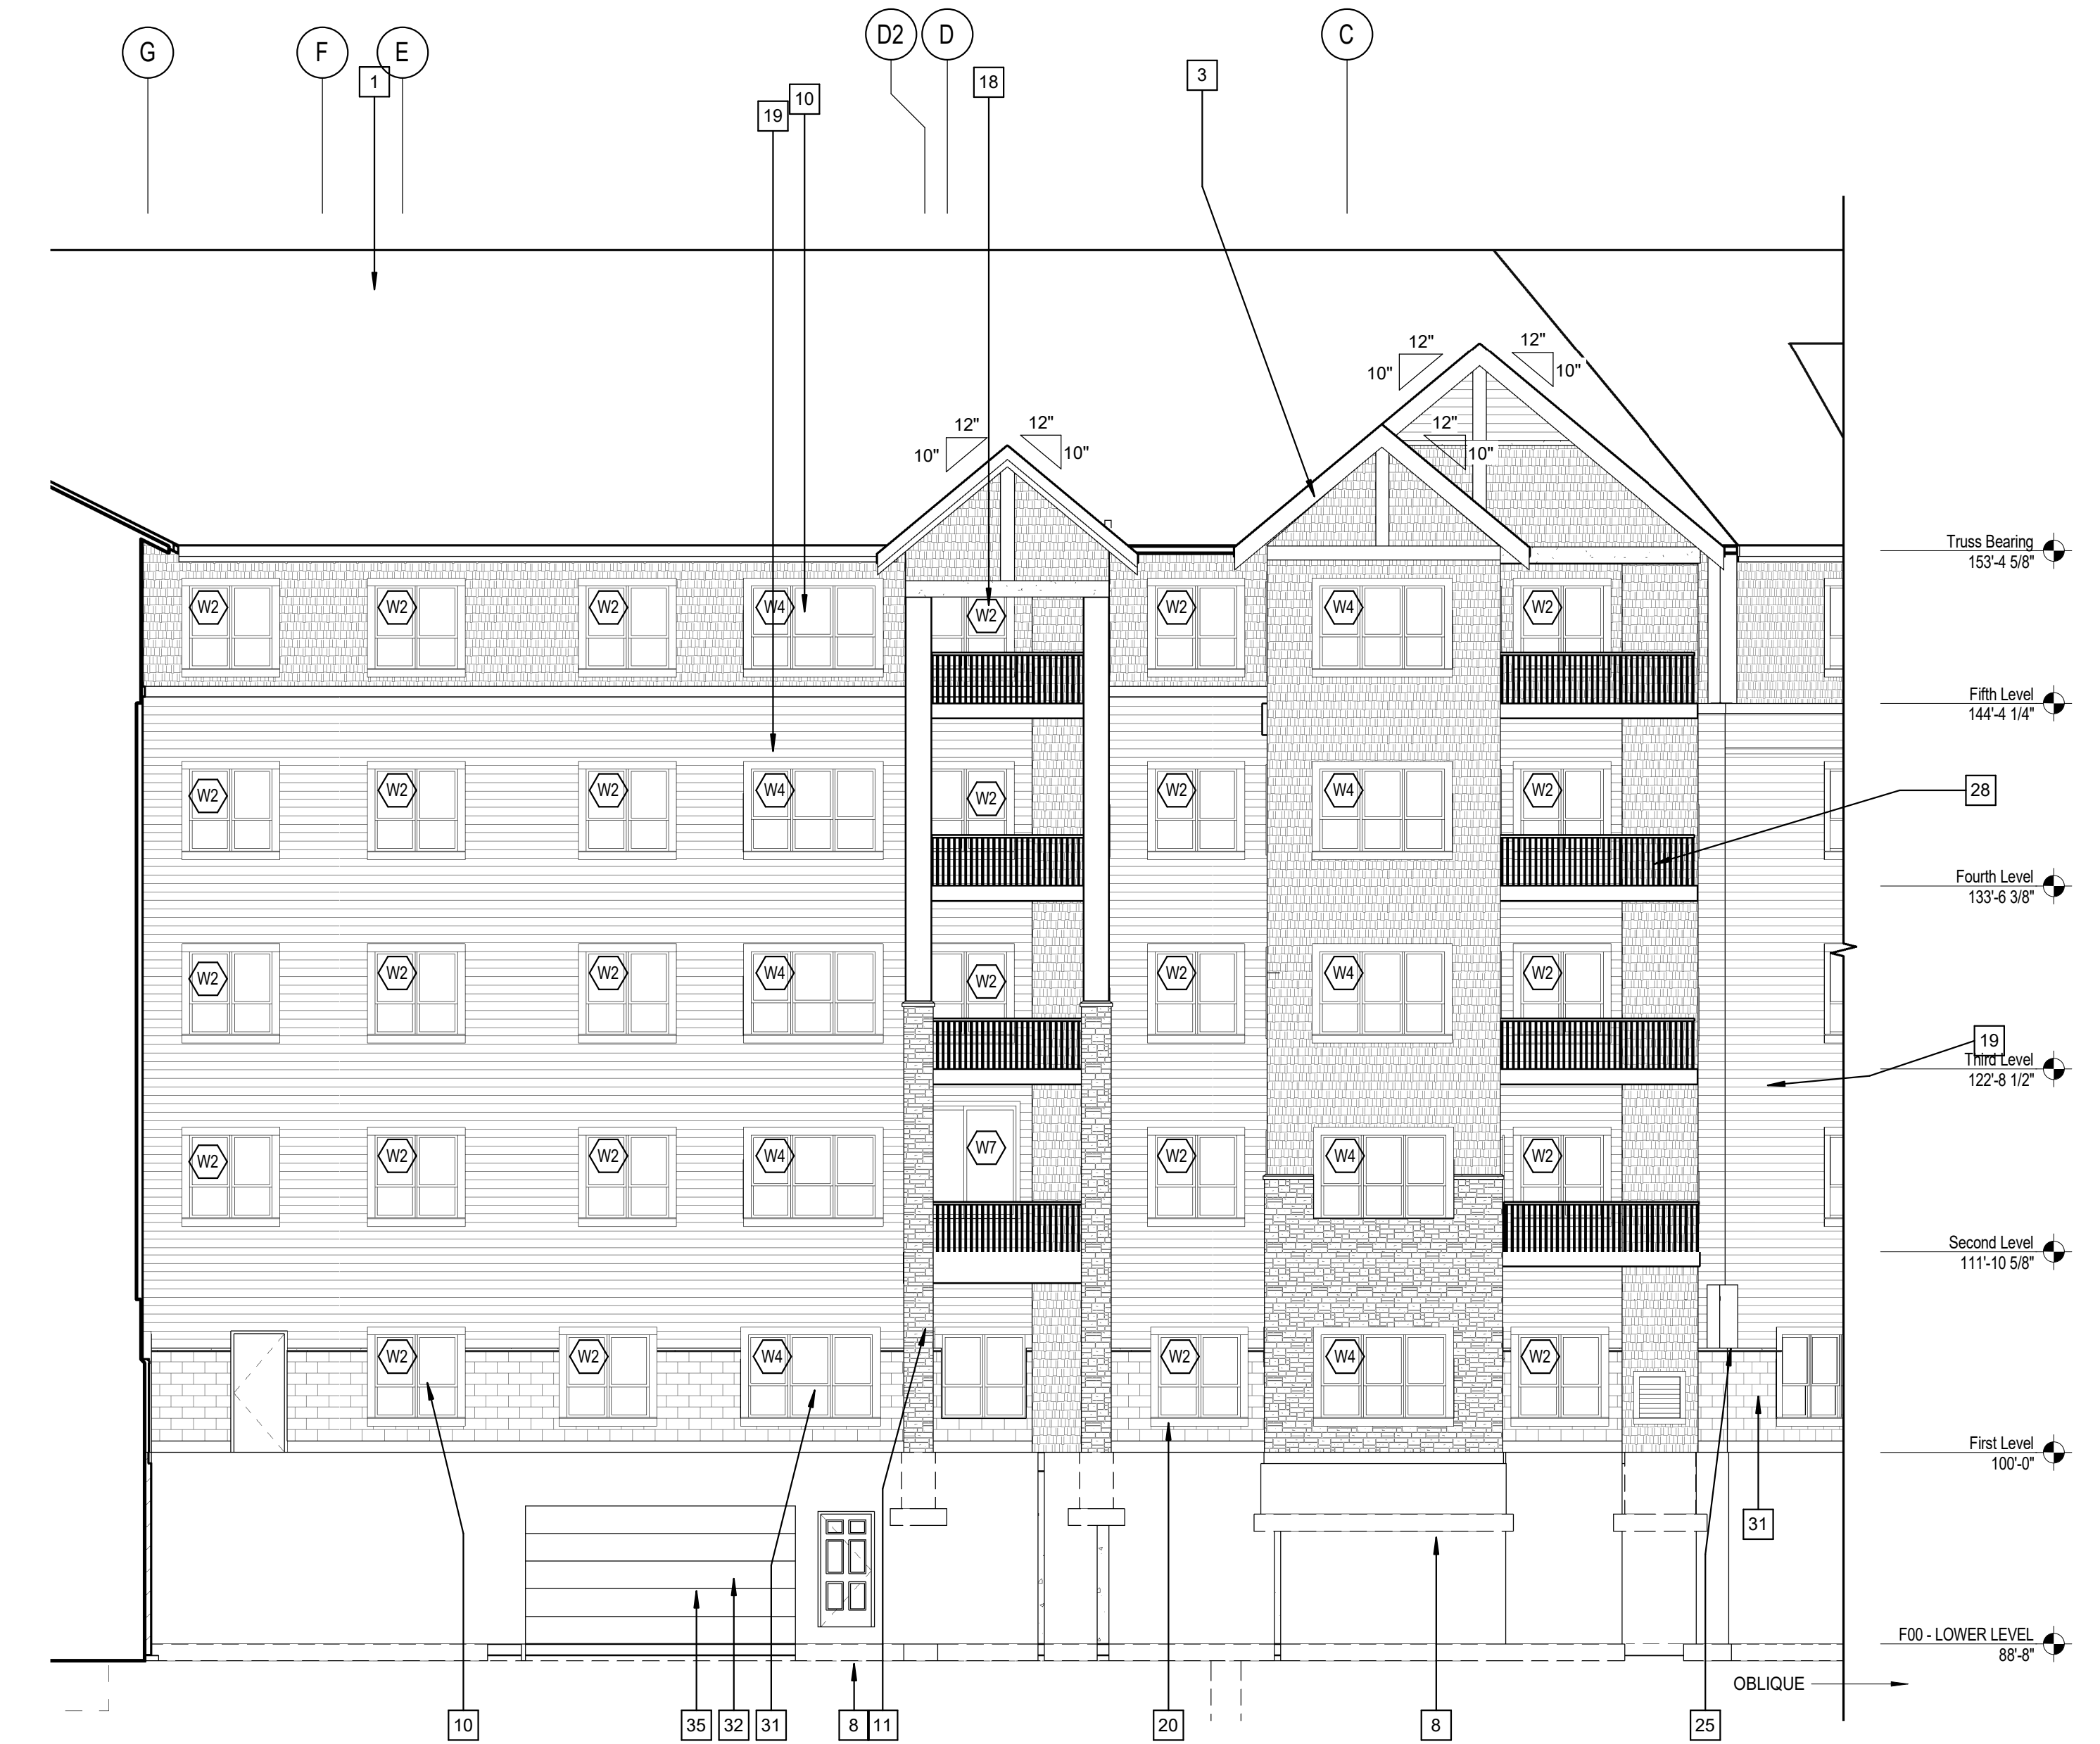 G
F
E
D2
D
C
1
19
10
18
3
12"
12"
10"
10"
12"
10"
12"
12"
10"
10"
Truss Bearing
153'-4 5/8"
W2
W2
W2
W4
W2
W2
W4
W2
Fifth Level
144'-4 1/4"
W2
W2
W2
W4
W2
W2
W4
W2
28
Fourth Level
133'-6 3/8"
W2
W2
W2
W4
W2
W2
W4
W2
19
Third Level
122'-8 1/2"
W2
W2
W2
W4
W7
W2
W4
W2
Second Level
111'-10 5/8"
W2
W2
W4
W2
W4
W2
First Level
100'-0"
31
F00 - LOWER LEVEL
88'-8"
OBLIQUE
10
35
32
31
8
11
20
8
25